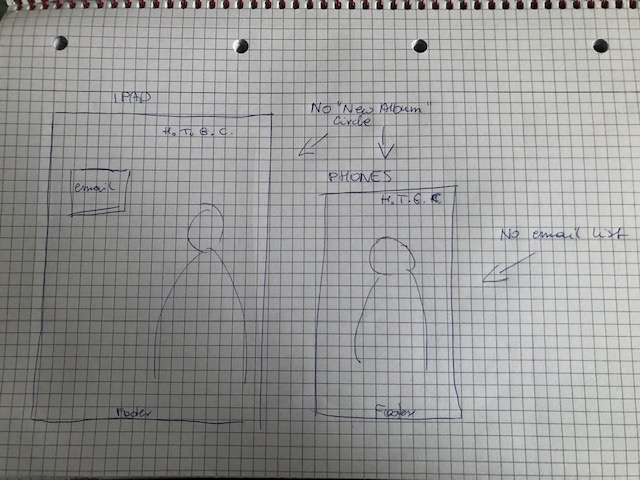 IPAD
H. T. G. C.
email
Footer
No "New Album"
Circle
PHONES
H. T. G. C.
Footer
No email list